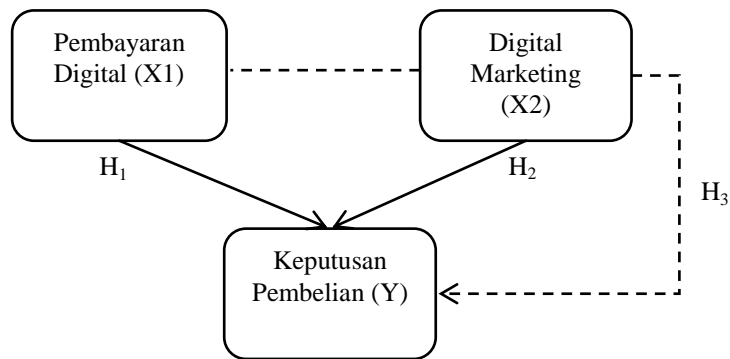 Pembayaran
Digital (X1)
Digital
Marketing
(X2)
H1
H2
H3
Keputusan
Pembelian (Y)